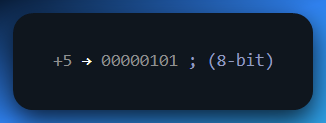 +5 → 00000101 ; (8-bit)